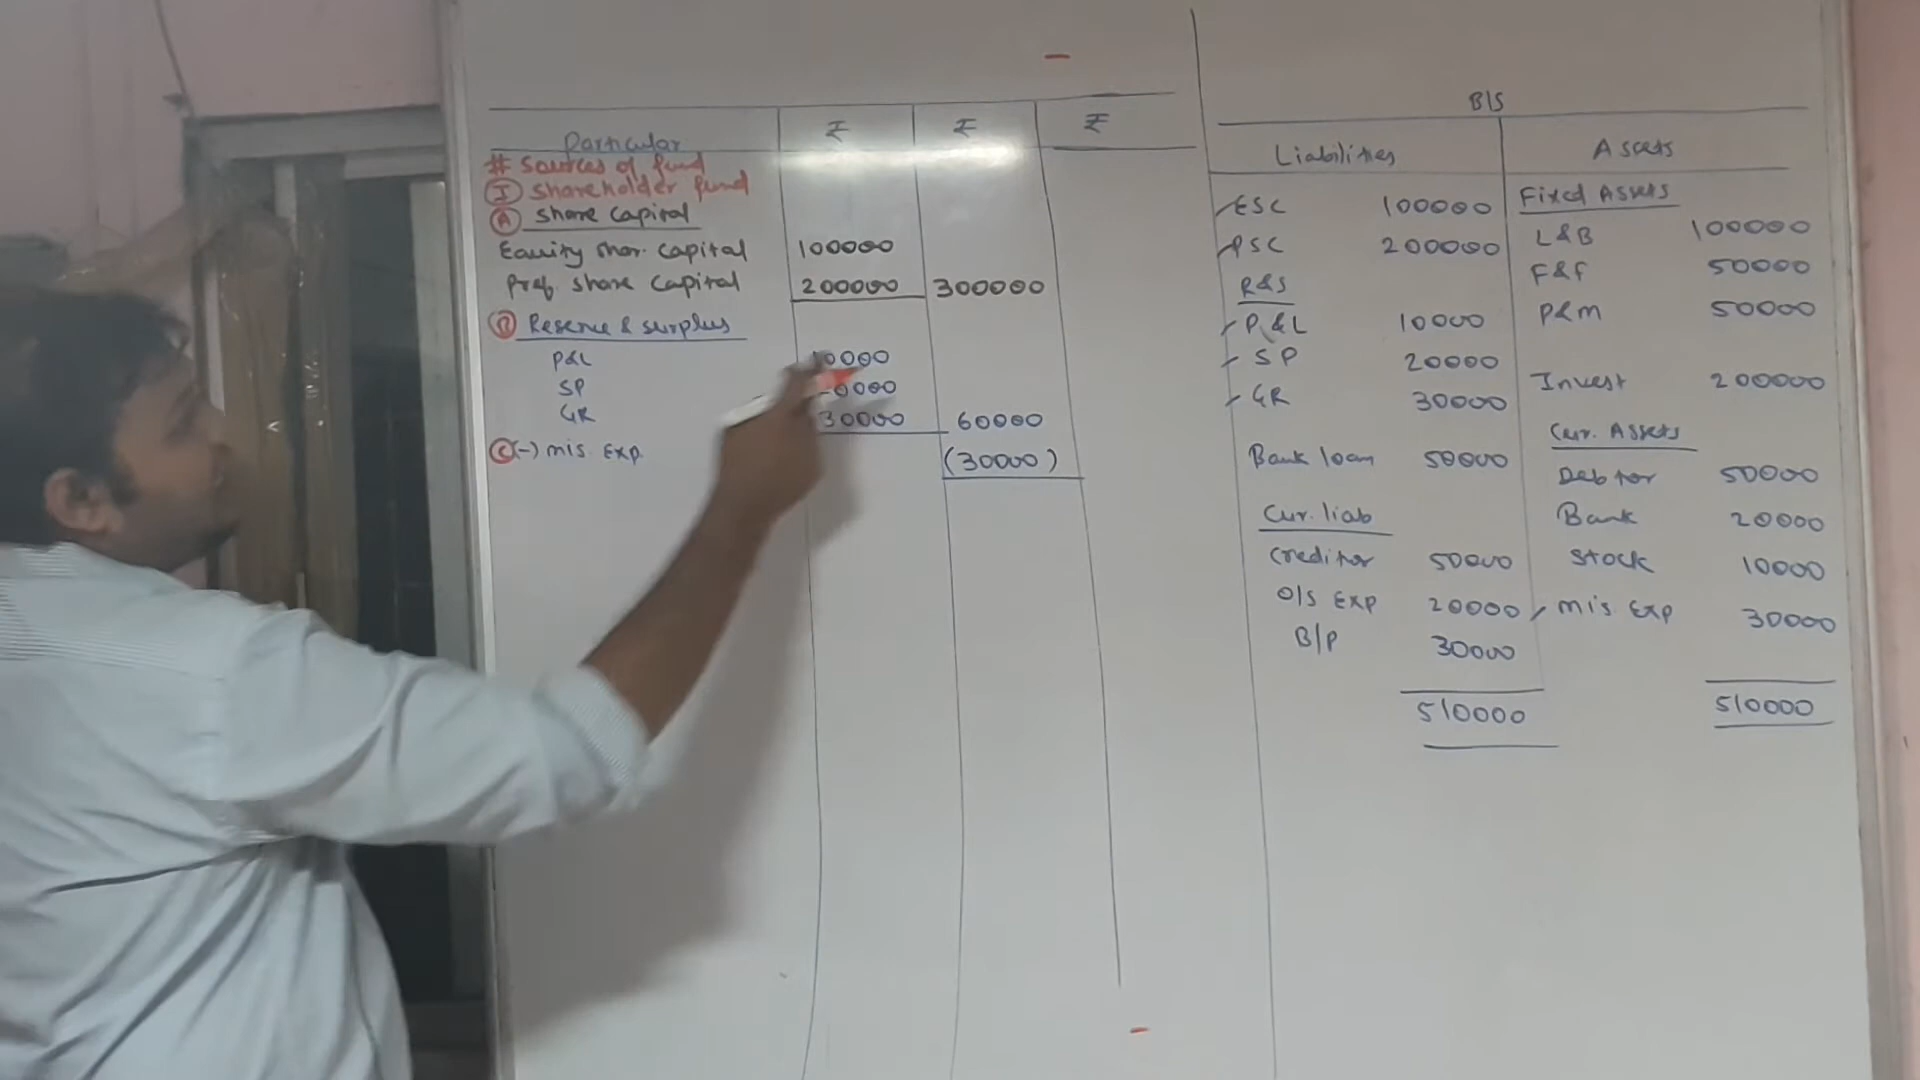 Particular ₹ ₹ ₹
# Sources of fund
I Shareholder fund
A Share Capital
Equity shar. Capital 100000
Pref. share Capital 200000 300000
B Reserve & Surplus
P&L 10000
SP 0000
GR 30000 60000
C (-) mis Exp. (30000)
B/S
Liabilities Assets
ESC 100000
PSC 200000
R&S
P&L 10000
SP 20000
GR 30000
Bank loan 50000
Cur. liab
Creditor 50000
O/S Exp 20000
B/P 30000
510000
Fixed Assets
L&B 100000
F&F 50000
P&M 50000
Invest 200000
Curr. Assets
Debtor 50000
Bank 20000
Stock 10000
mis Exp 30000
510000